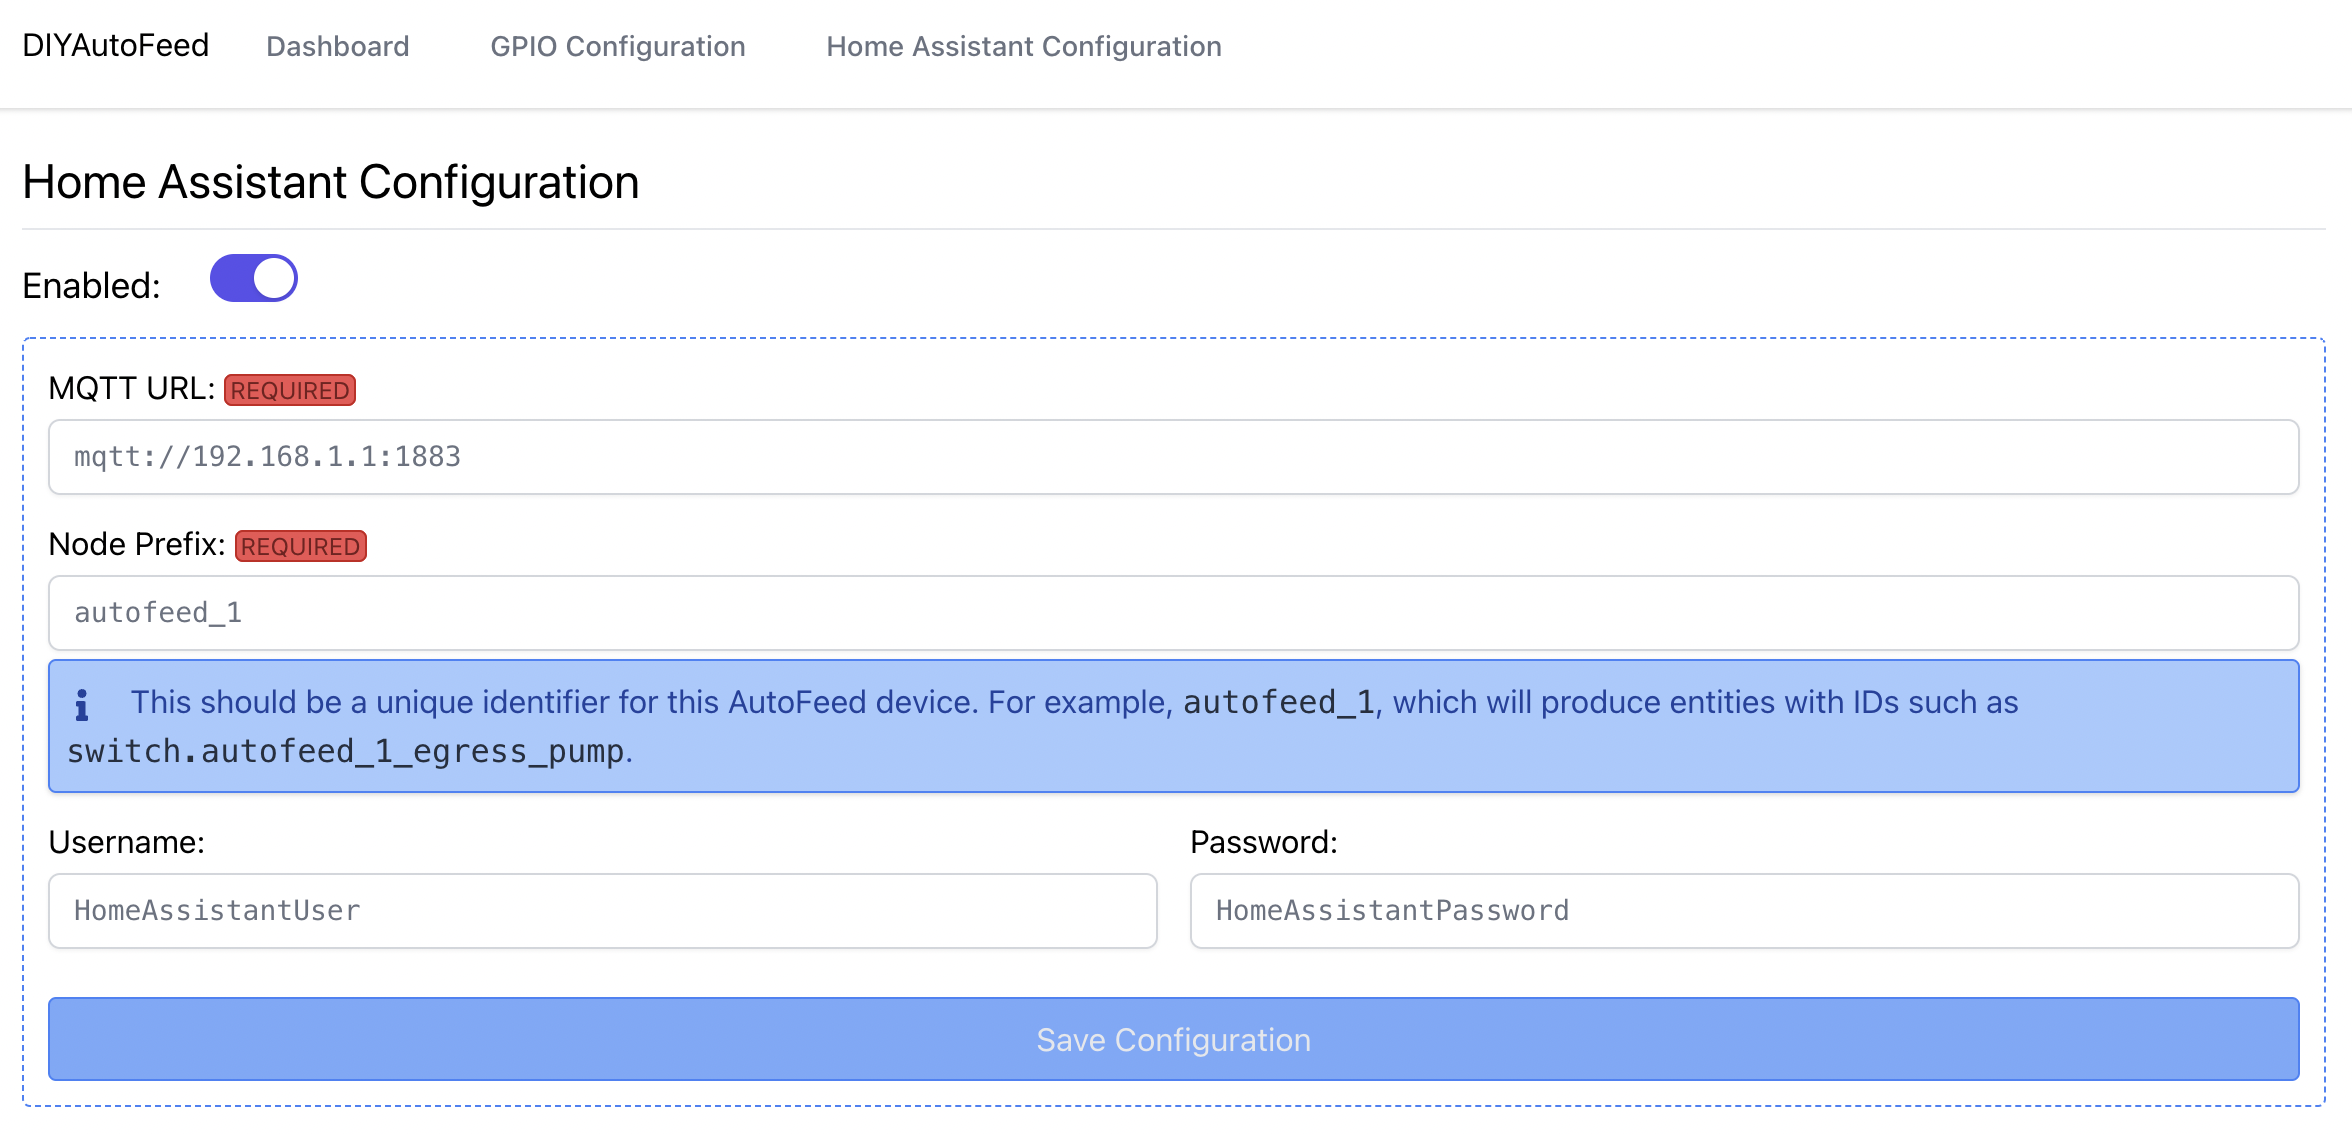 DIYAutoFeed Dashboard GPIO Configuration Home Assistant Configuration
Home Assistant Configuration
Enabled:
MQTT URL: REQUIRED
mqtt://192.168.1.1:1883
Node Prefix: REQUIRED
autofeed_1
This should be a unique identifier for this AutoFeed device. For example, autofeed_1, which will produce entities with IDs such as
switch.autofeed_1_egress_pump.
Username: Password:
HomeAssistantUser HomeAssistantPassword
Save Configuration